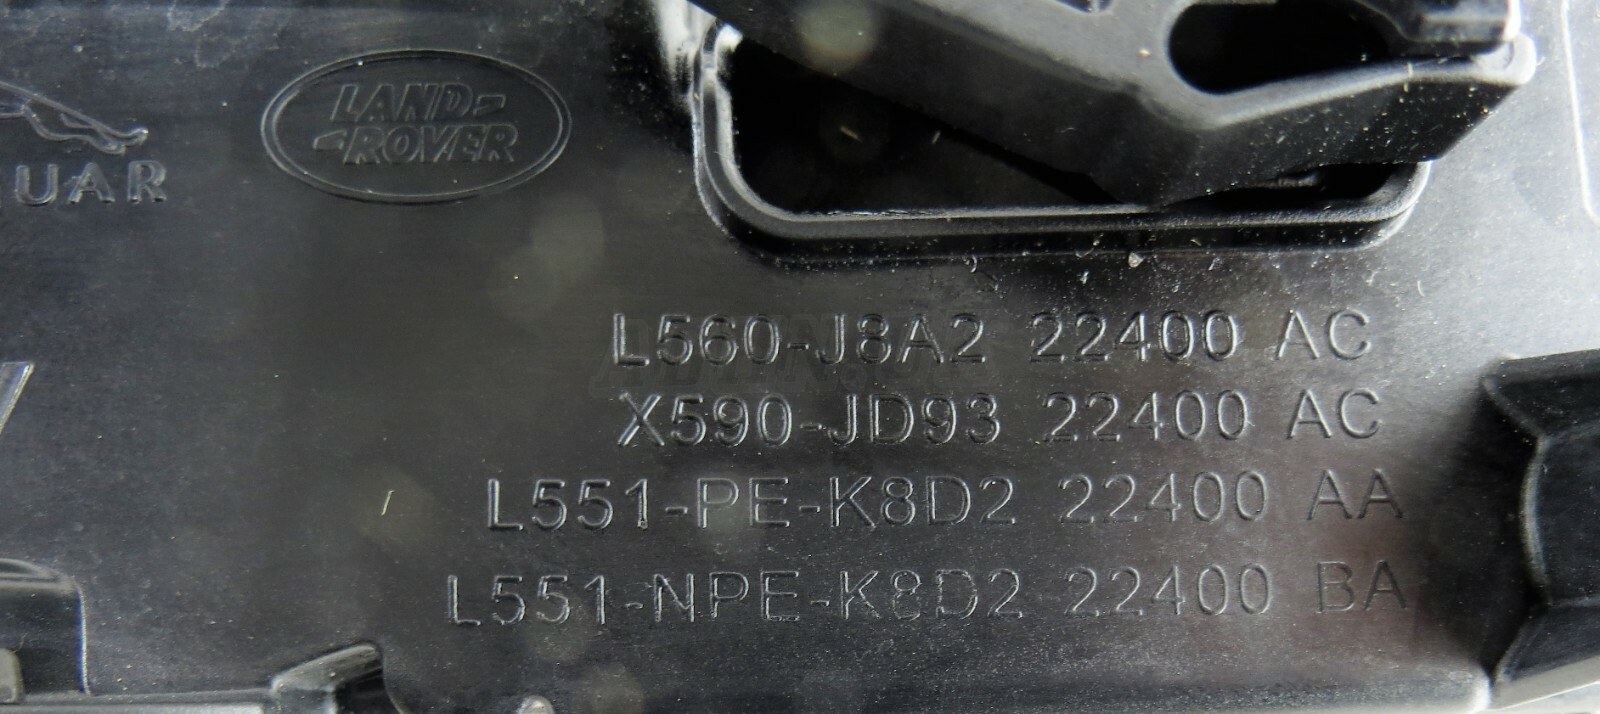 LAND-
-ROVER
UAR
L560-J8A2 22400 AC
X590-JD93 22400 AC
L551-PE-K8D2 22400 AA
L551-NPE-K8D2 22400 BA